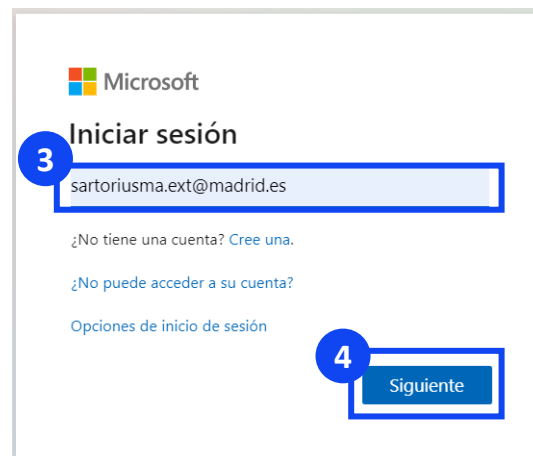 Microsoft
Iniciar sesión
3
sartoriusma.ext@madrid.es
¿No tiene una cuenta? Cree una.
¿No puede acceder a su cuenta?
Opciones de inicio de sesión
4
Siguiente